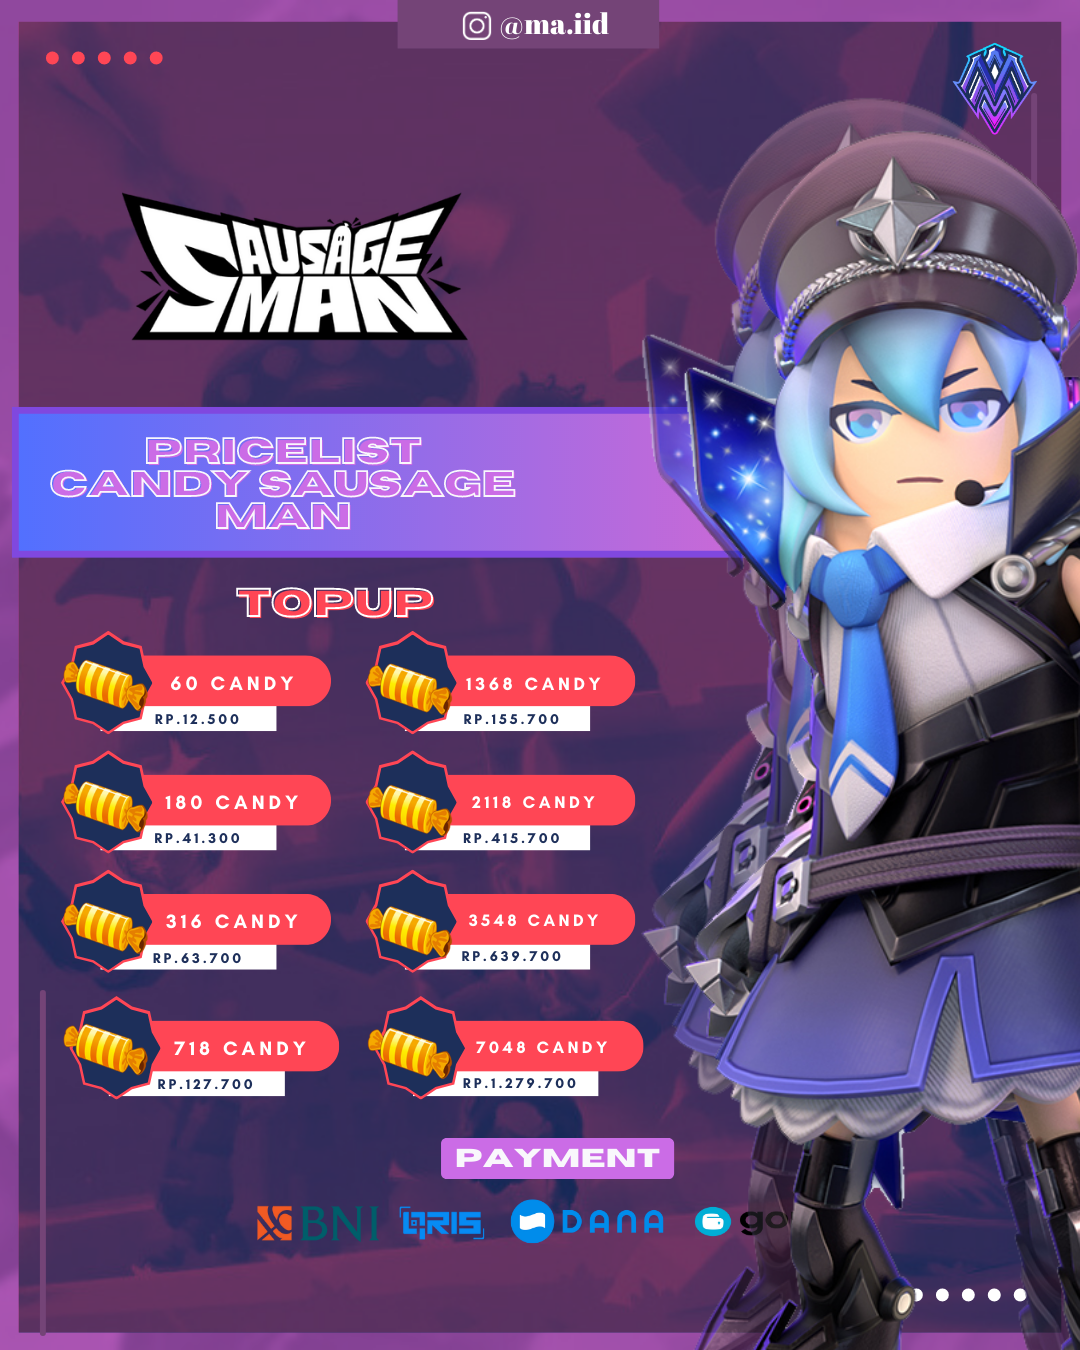 @ma.iid
SAUSAGE
MAN
PRICELIST
CANDY SAUSAGE
MAN
TOPUP
60 CANDY
RP.12.500
1368 CANDY
RP.155.700
180 CANDY
RP.41.300
2118 CANDY
RP.415.700
316 CANDY
RP.63.700
3548 CANDY
RP.639.700
718 CANDY
RP.127.700
7048 CANDY
RP.1.279.700
PAYMENT
BNI QRIS DANA go